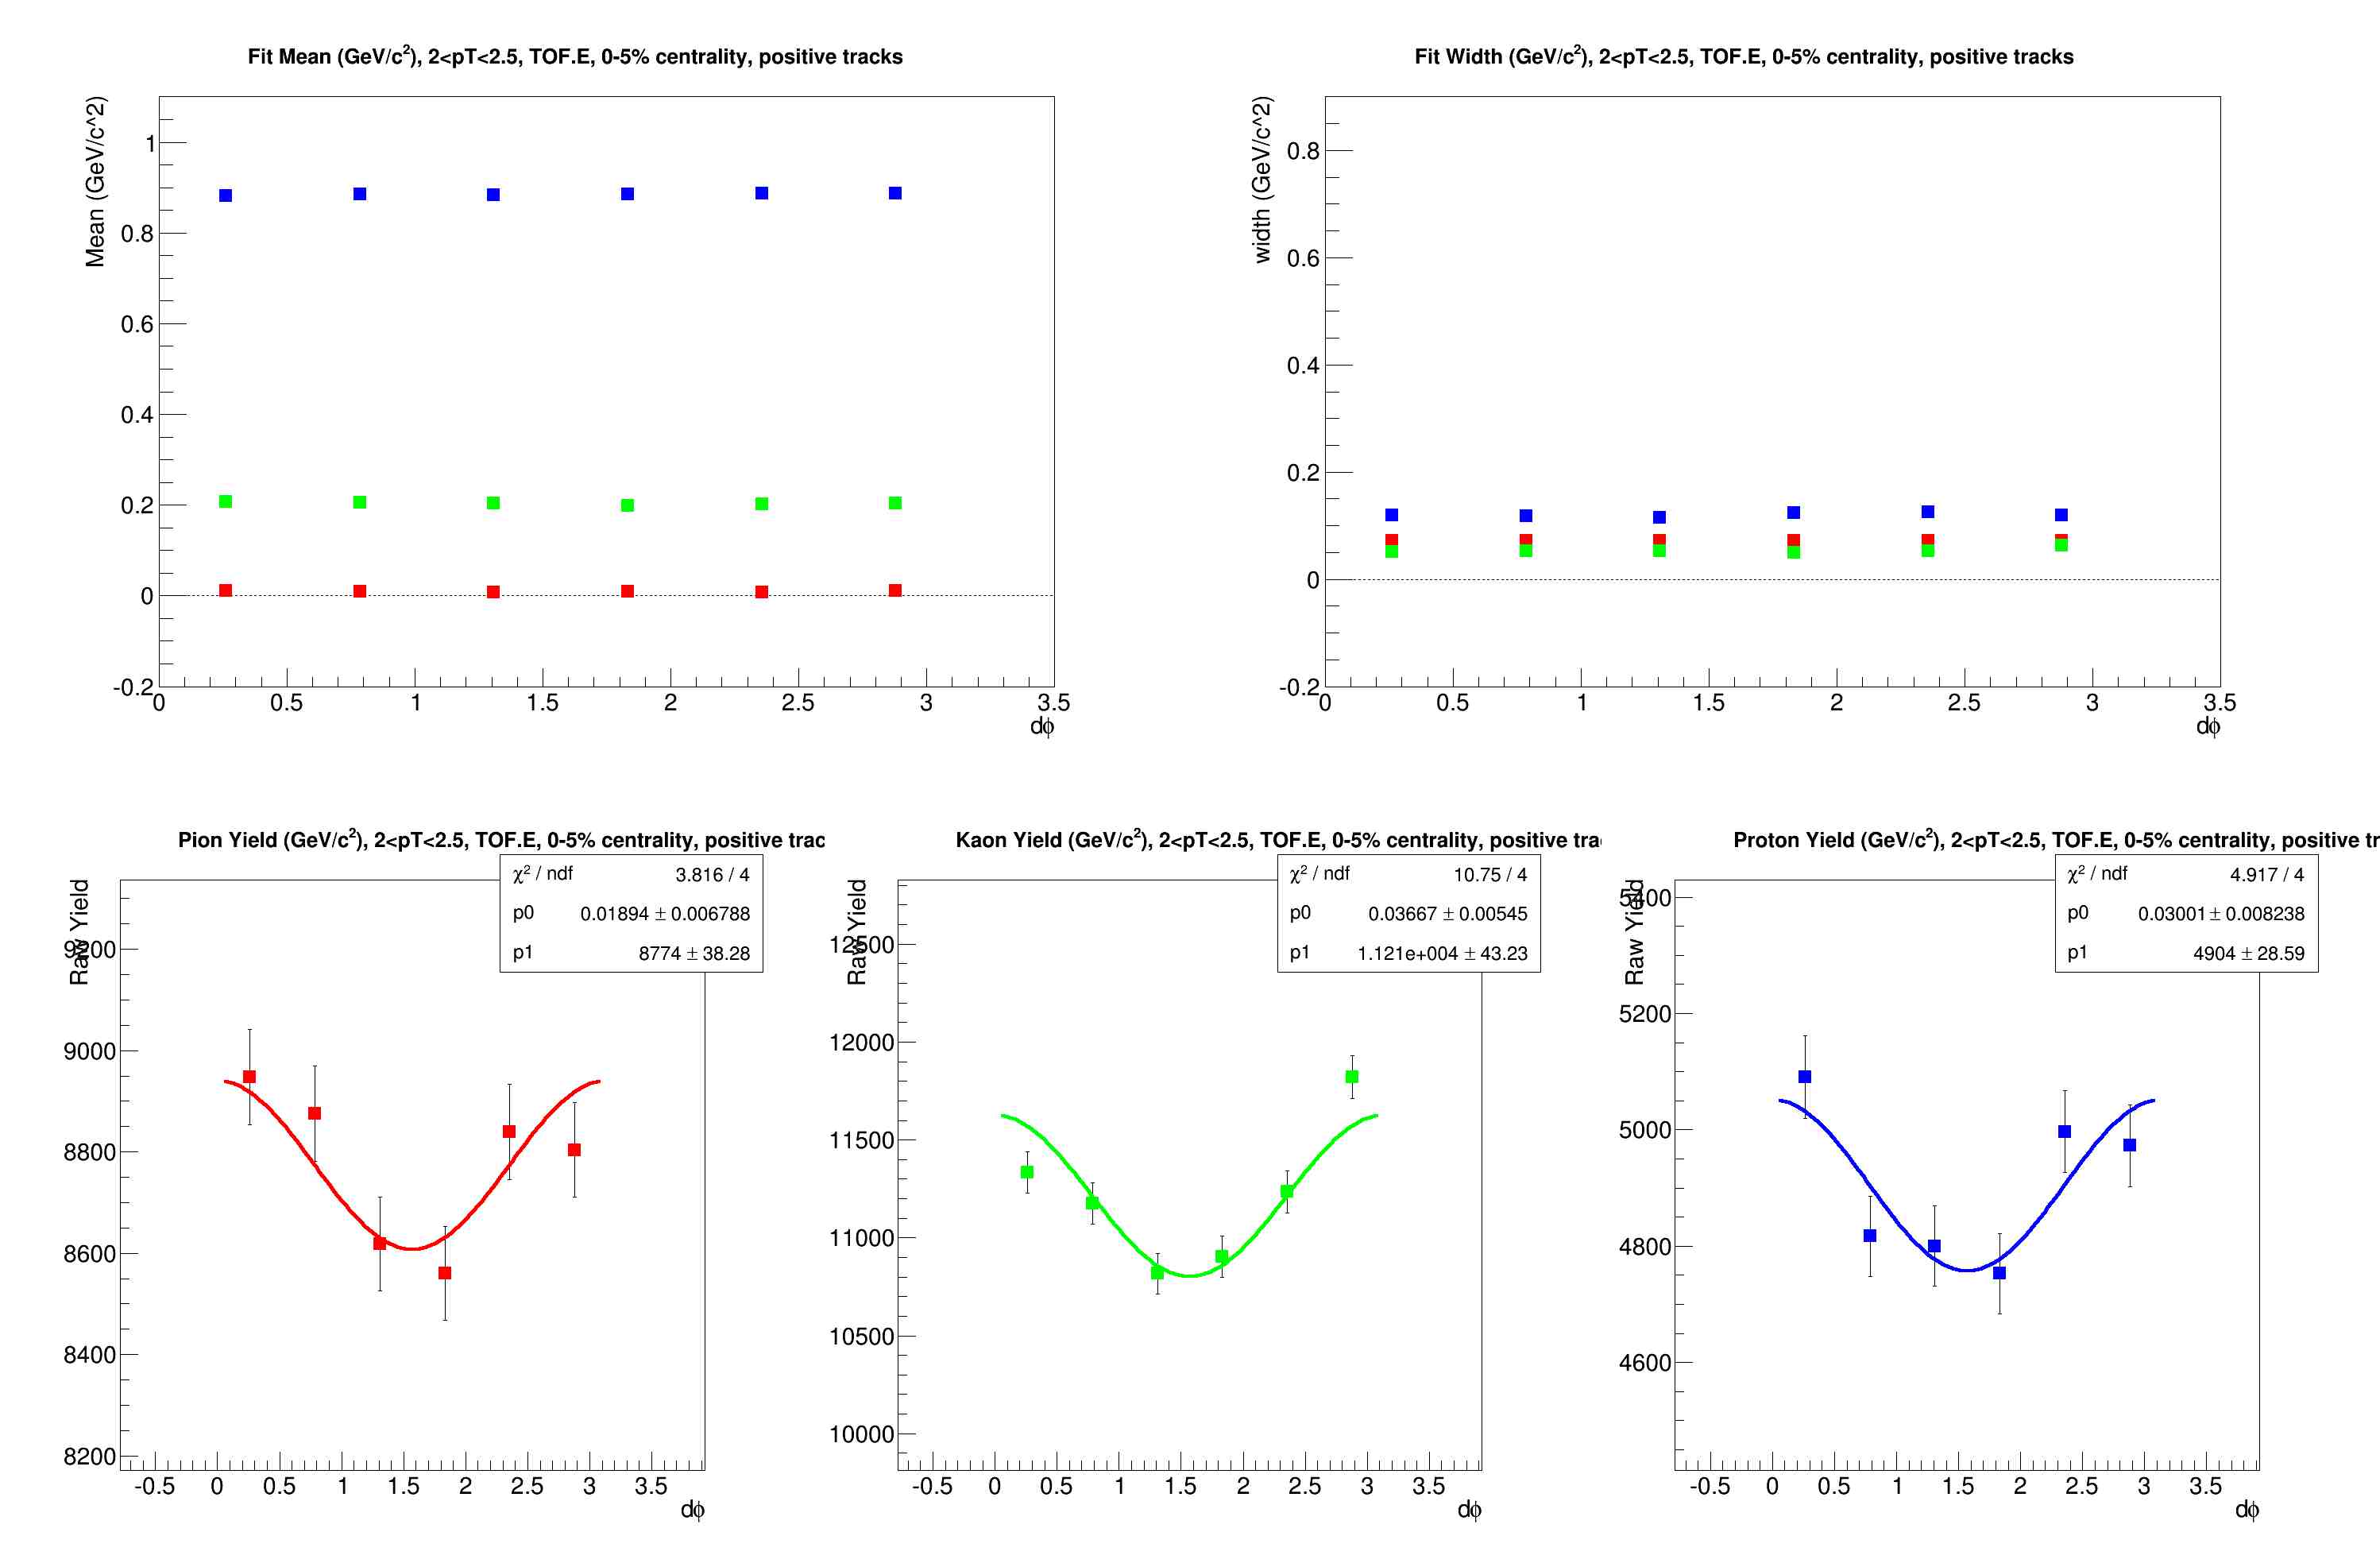 Fit Mean (GeV/c²), 2<pT<2.5, TOF.E, 0-5% centrality, positive tracks
Mean (GeV/c^2)
1
0.8
0.6
0.4
0.2
0
-0.2
0 0.5 1 1.5 2 2.5 3 3.5
dϕ
Fit Width (GeV/c²), 2<pT<2.5, TOF.E, 0-5% centrality, positive tracks
width (GeV/c^2)
0.8
0.6
0.4
0.2
0
-0.2
0 0.5 1 1.5 2 2.5 3 3.5
dϕ
Pion Yield (GeV/c²), 2<pT<2.5, TOF.E, 0-5% centrality, positive trac
χ² / ndf 3.816 / 4
p0 0.01894 ± 0.006788
p1 8774 ± 38.28
Raw Yield
9200
9000
8800
8600
8400
8200
-0.5 0 0.5 1 1.5 2 2.5 3 3.5
dϕ
Kaon Yield (GeV/c²), 2<pT<2.5, TOF.E, 0-5% centrality, positive tra
χ² / ndf 10.75 / 4
p0 0.03667 ± 0.00545
p1 1.121e+004 ± 43.23
Raw Yield
12500
12000
11500
11000
10500
10000
-0.5 0 0.5 1 1.5 2 2.5 3 3.5
dϕ
Proton Yield (GeV/c²), 2<pT<2.5, TOF.E, 0-5% centrality, positive tr
χ² / ndf 4.917 / 4
p0 0.03001 ± 0.008238
p1 4904 ± 28.59
Raw Yield
5400
5200
5000
4800
4600
-0.5 0 0.5 1 1.5 2 2.5 3 3.5
dϕ